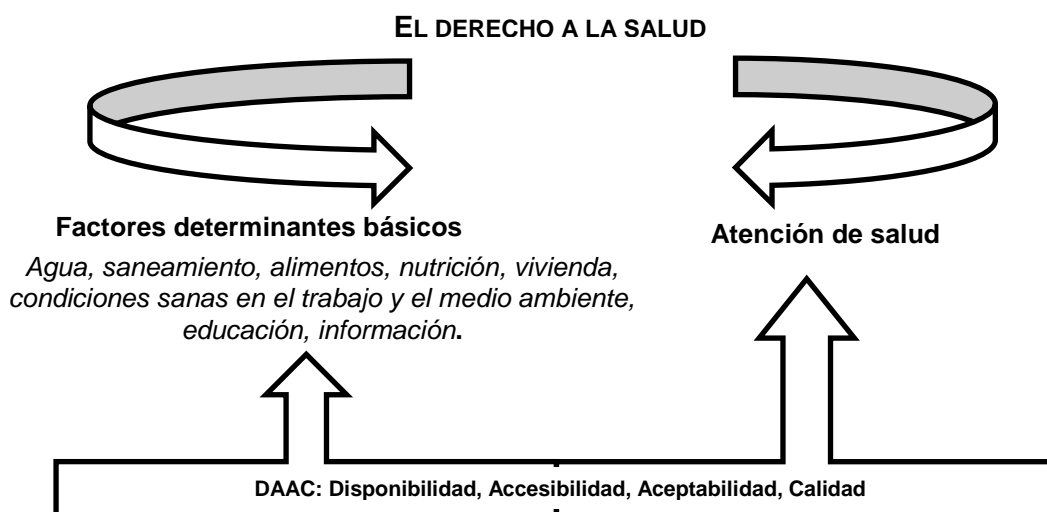 EL DERECHO A LA SALUD
Factores determinantes básicos
Agua, saneamiento, alimentos, nutrición, vivienda,
condiciones sanas en el trabajo y el medio ambiente,
educación, información.
Atención de salud
DAAC: Disponibilidad, Accesibilidad, Aceptabilidad, Calidad